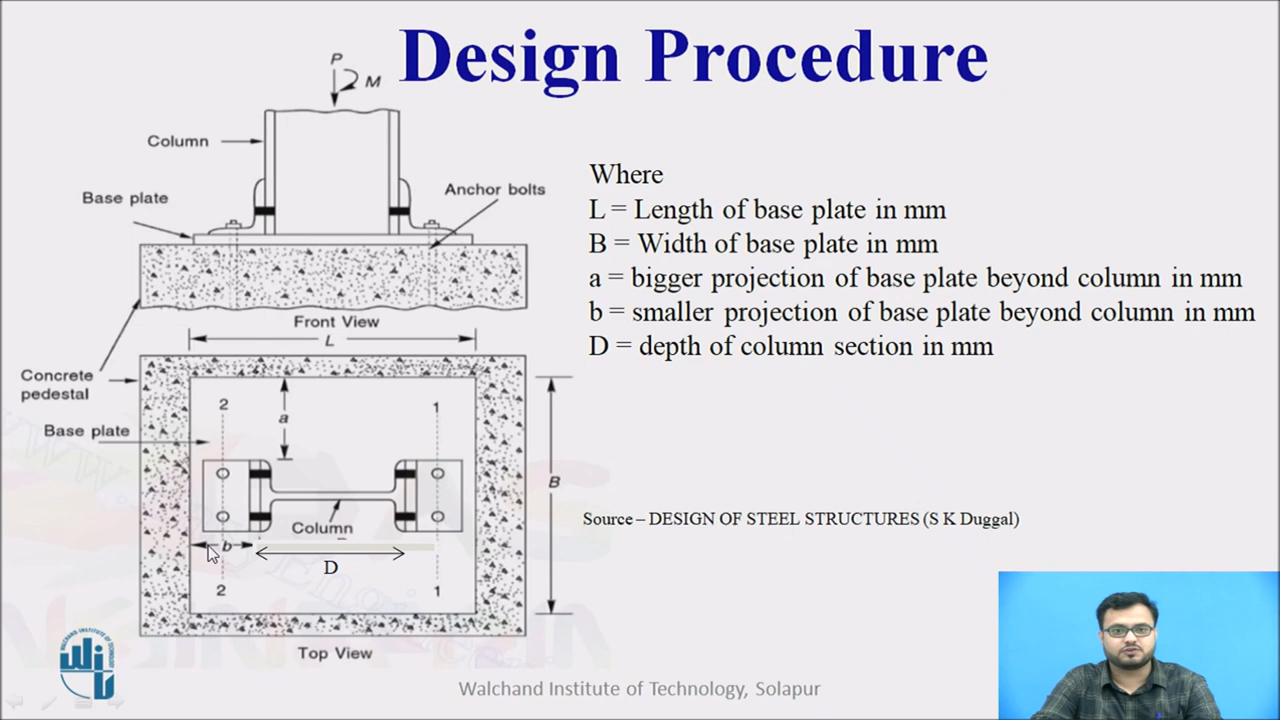 Design Procedure
P
M
Column
Base plate
Anchor bolts
Front View
L
Concrete
pedestal
Base plate
2
1
a
B
Column
b
D
2
1
Top View
Where
L = Length of base plate in mm
B = Width of base plate in mm
a = bigger projection of base plate beyond column in mm
b = smaller projection of base plate beyond column in mm
D = depth of column section in mm
Source – DESIGN OF STEEL STRUCTURES (S K Duggal)
Walchand Institute of Technology, Solapur